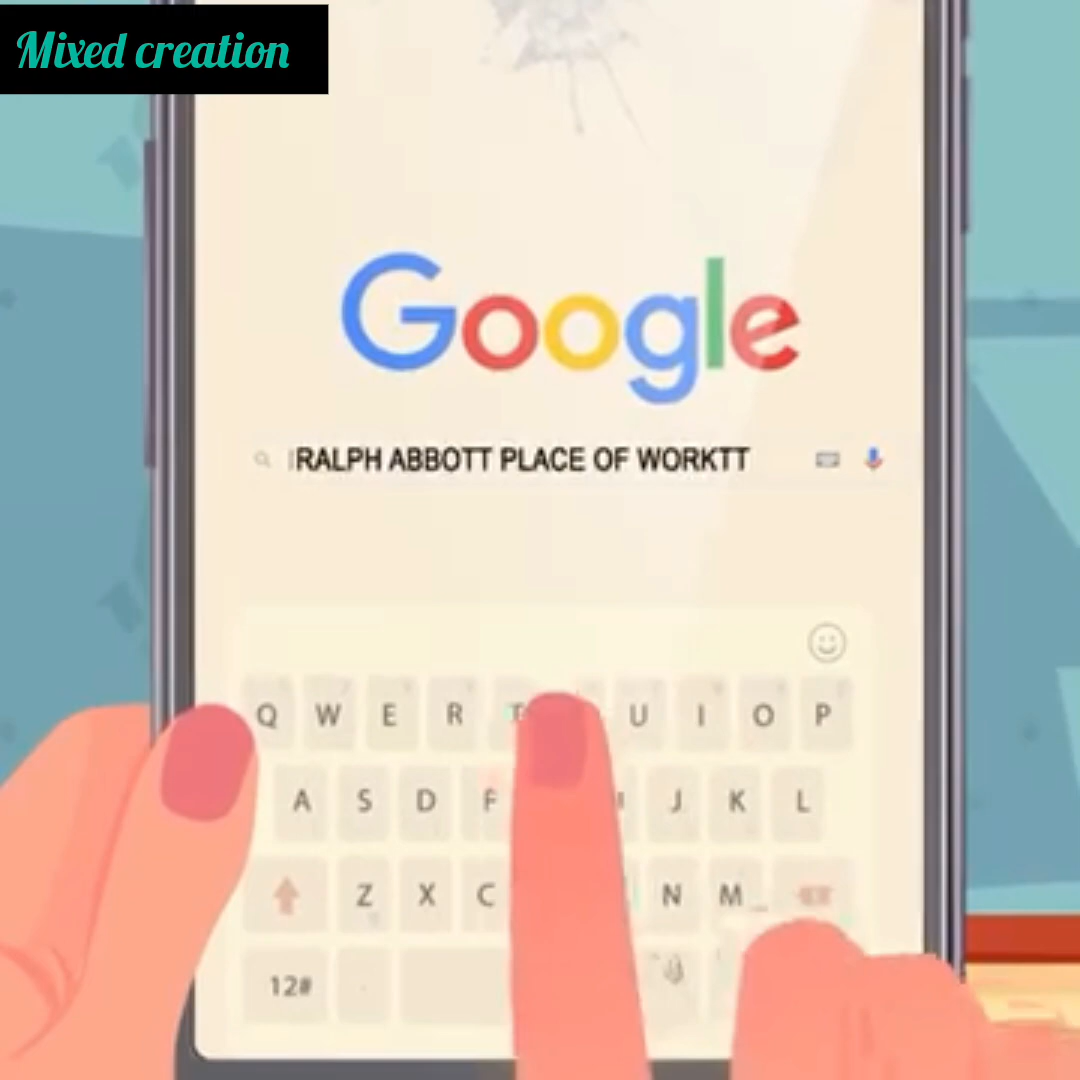 Mixed creation
Google
RALPH ABBOTT PLACE OF WORKTT
Q W E R T U I O P
A S D F J K L
Z X C N M
12#